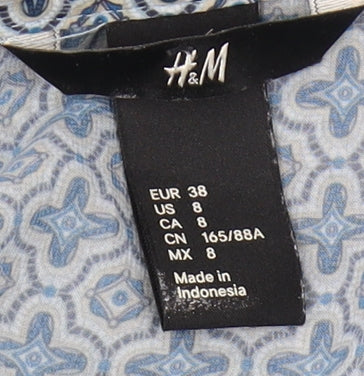 H&M
EUR 38
US 8
CA 8
CN 165/88A
MX 8
Made in
Indonesia